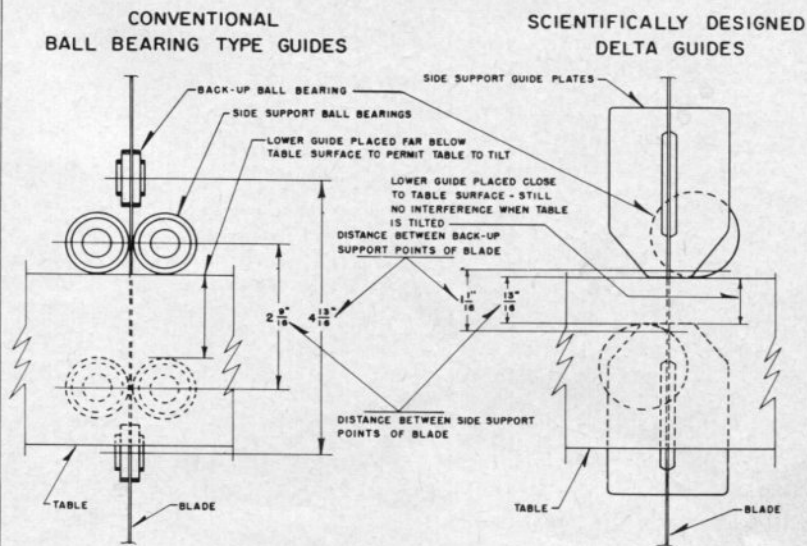 CONVENTIONAL
BALL BEARING TYPE GUIDES
BACK-UP BALL BEARING
SIDE SUPPORT BALL BEARINGS
LOWER GUIDE PLACED FAR BELOW
TABLE SURFACE TO PERMIT TABLE TO TILT
2 9/16"
4 13/16"
TABLE
BLADE
SCIENTIFICALLY DESIGNED
DELTA GUIDES
SIDE SUPPORT GUIDE PLATES
LOWER GUIDE PLACED CLOSE
TO TABLE SURFACE - STILL
NO INTERFERENCE WHEN TABLE
IS TILTED
DISTANCE BETWEEN BACK-UP
SUPPORT POINTS OF BLADE
1 1/16"
13/16"
DISTANCE BETWEEN SIDE SUPPORT
POINTS OF BLADE
TABLE
BLADE